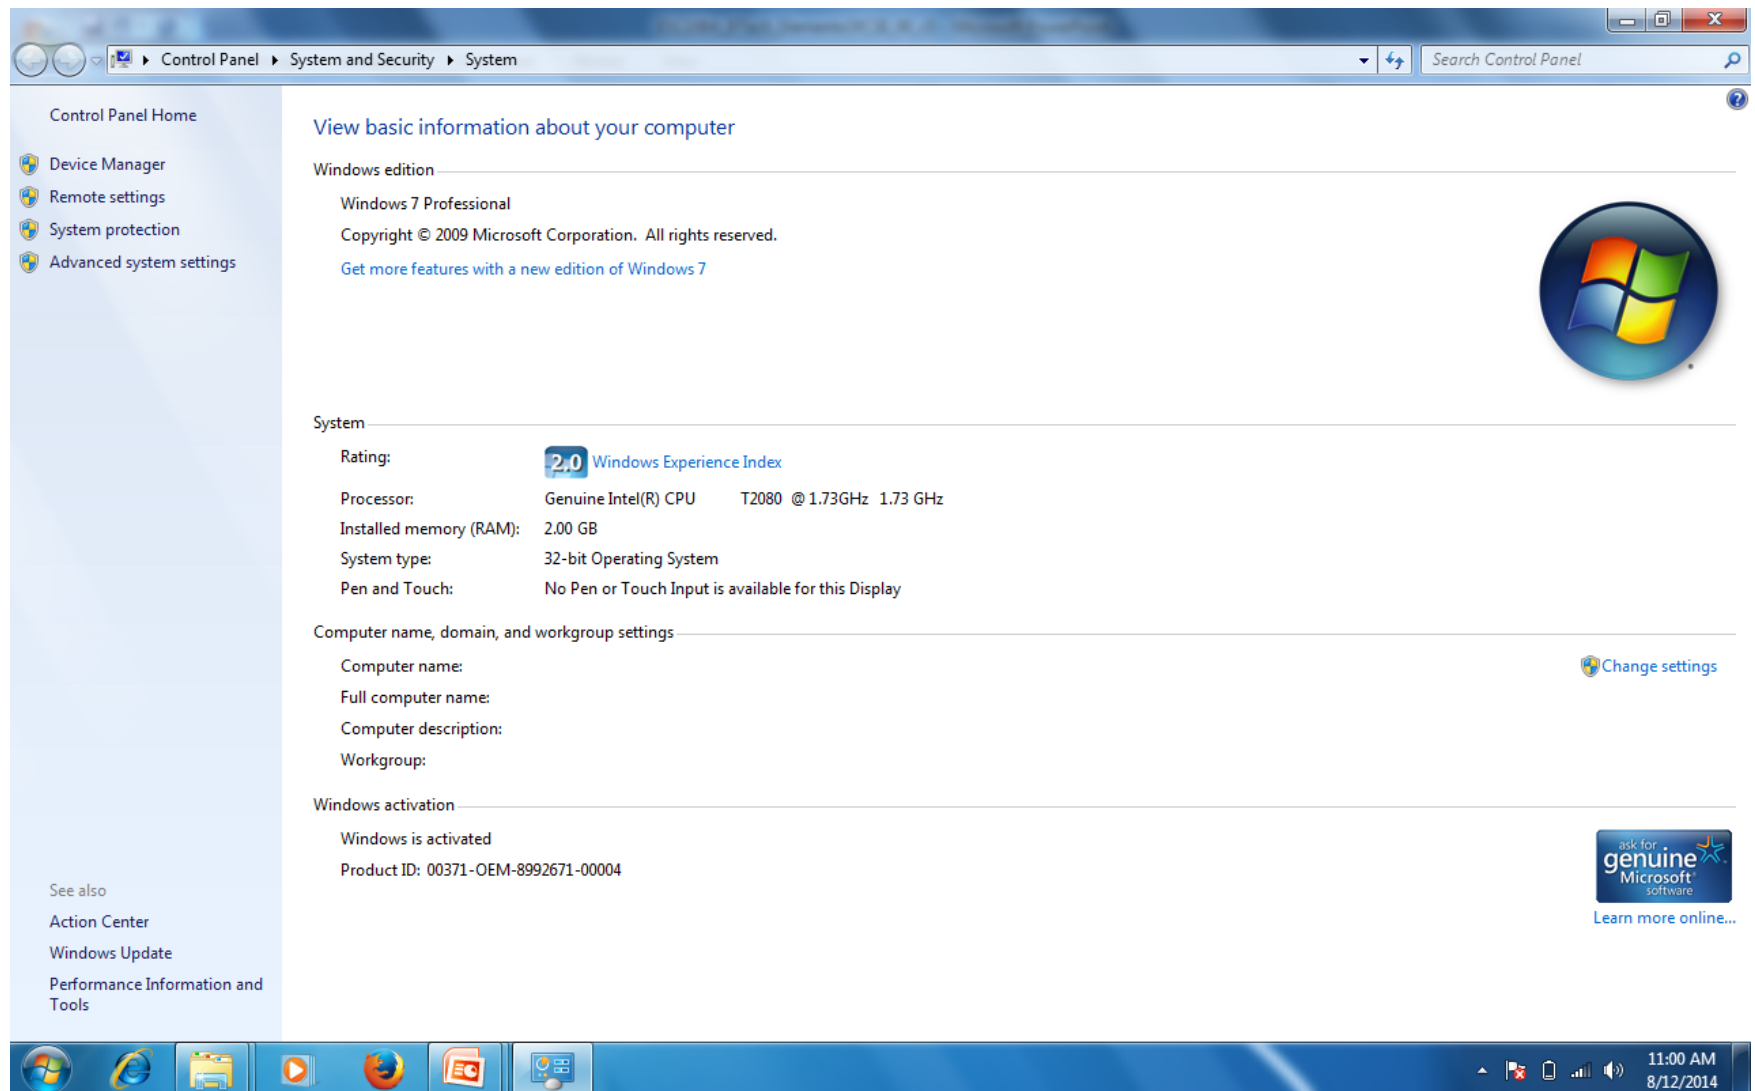 Control Panel ▸ System and Security ▸ System
Search Control Panel
Control Panel Home
Device Manager
Remote settings
System protection
Advanced system settings
See also
Action Center
Windows Update
Performance Information and
Tools
View basic information about your computer
Windows edition
Windows 7 Professional
Copyright © 2009 Microsoft Corporation. All rights reserved.
Get more features with a new edition of Windows 7
System
Rating: 2.0 Windows Experience Index
Processor: Genuine Intel(R) CPU T2080 @ 1.73GHz 1.73 GHz
Installed memory (RAM): 2.00 GB
System type: 32-bit Operating System
Pen and Touch: No Pen or Touch Input is available for this Display
Computer name, domain, and workgroup settings
Computer name:
Change settings
Full computer name:
Computer description:
Workgroup:
Windows activation
Windows is activated
Product ID: 00371-OEM-8992671-00004
ask for
genuine
Microsoft
software
Learn more online...
11:00 AM
8/12/2014